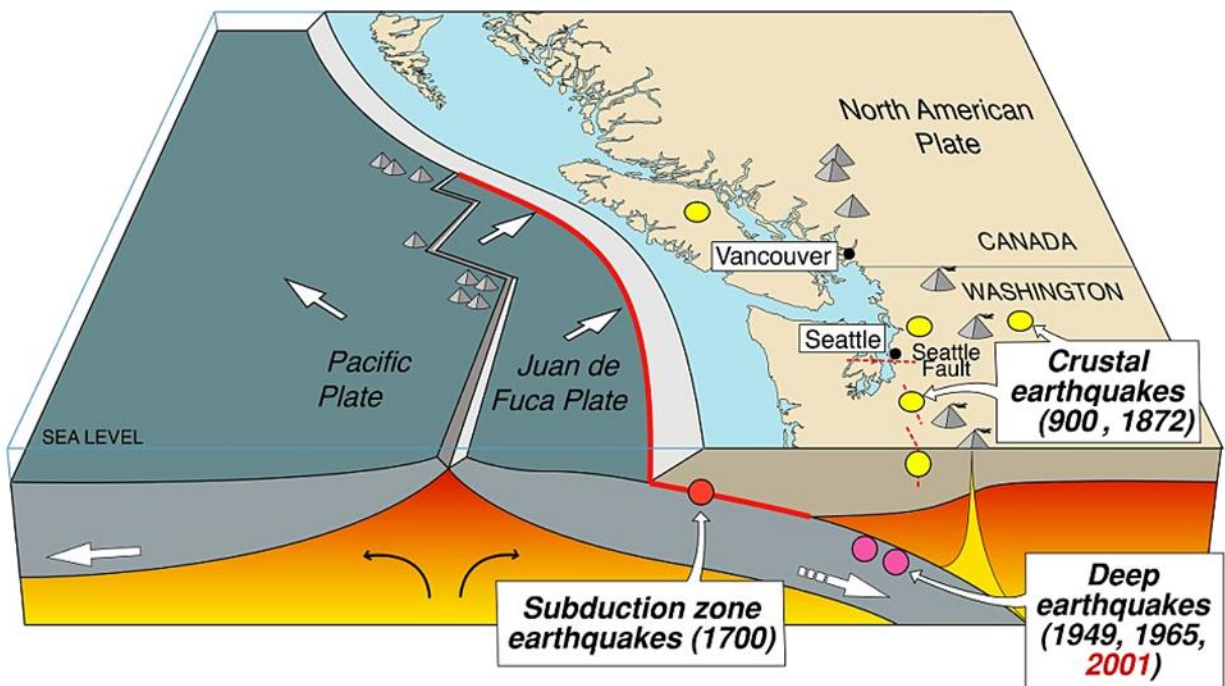 North American
Plate
CANADA
Vancouver
WASHINGTON
Seattle
Seattle
Fault
Crustal
earthquakes
(900 , 1872)
Pacific
Plate
Juan de
Fuca Plate
SEA LEVEL
Subduction zone
earthquakes (1700)
Deep
earthquakes
(1949, 1965,
2001)